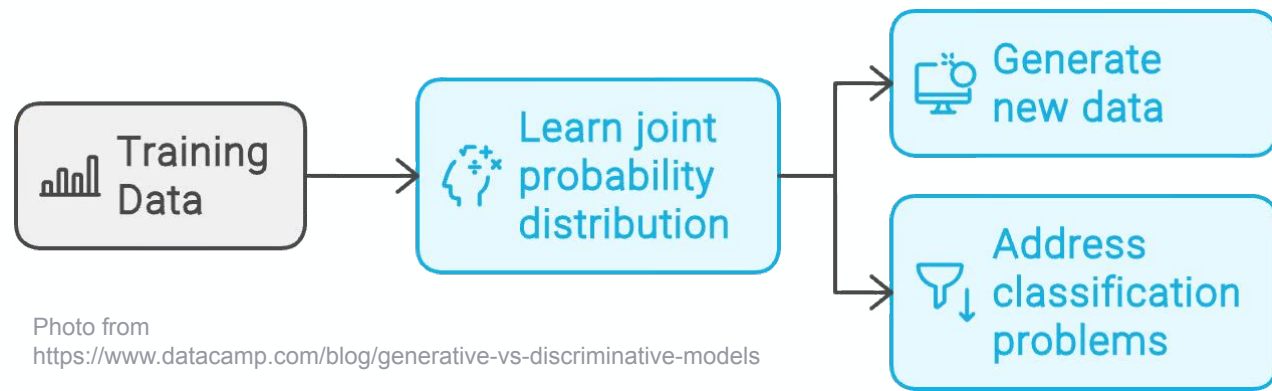 Training
Data
Learn joint
probability
distribution
Generate
new data
Address
classification
problems
Photo from
https://www.datacamp.com/blog/generative-vs-discriminative-models